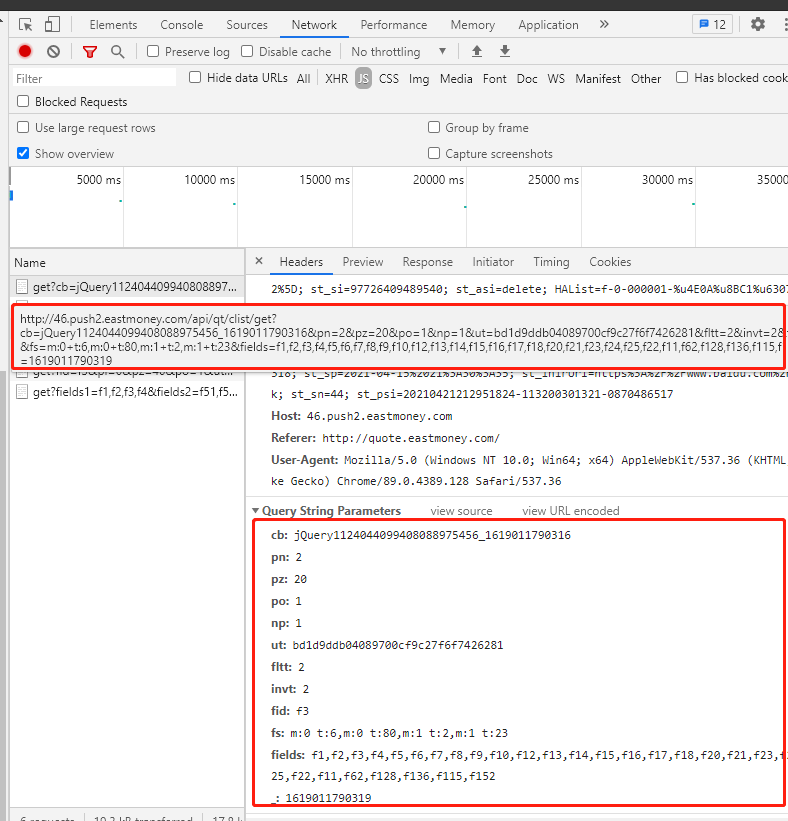 Elements Console Sources Network Performance Memory Application » 12
Preserve log Disable cache No throttling
Filter Hide data URLs All XHR JS CSS Img Media Font Doc WS Manifest Other Has blocked cook
Blocked Requests
Use large request rows Group by frame
Show overview Capture screenshots
5000 ms 10000 ms 15000 ms 20000 ms 25000 ms 30000 ms 35000
Name × Headers Preview Response Initiator Timing Cookies
get?cb=jQuery112404409940808897...
2%5D; st_si=97726409489540; st_asi=delete; HAList=f-0-000001-%u4E0A%u8BC1%u6307
http://46.push2.eastmoney.com/api/qt/clist/get?
cb=jQuery1124044099408088975456_1619011790316&pn=2&pz=20&po=1&np=1&ut=bd1d9ddb04089700cf9c27f6f7426281&fltt=2&invt=2&
&fs=m:0+t:6,m:0+t:80,m:1+t:2,m:1+t:23&fields=f1,f2,f3,f4,f5,f6,f7,f8,f9,f10,f12,f13,f14,f15,f16,f17,f18,f20,f21,f23,f24,f25,f22,f11,f62,f128,f136,f115,f
=1619011790319
k; st_sn=44; st_psi=20210421212951824-113200301321-0870486517
get?fields1=f1,f2,f3,f4&fields2=f51,f5...
Host: 46.push2.eastmoney.com
Referer: http://quote.eastmoney.com/
User-Agent: Mozilla/5.0 (Windows NT 10.0; Win64; x64) AppleWebKit/537.36 (KHTML
ke Gecko) Chrome/89.0.4389.128 Safari/537.36
Query String Parameters view source view URL encoded
cb: jQuery1124044099408088975456_1619011790316
pn: 2
pz: 20
po: 1
np: 1
ut: bd1d9ddb04089700cf9c27f6f7426281
fltt: 2
invt: 2
fid: f3
fs: m:0 t:6,m:0 t:80,m:1 t:2,m:1 t:23
fields: f1,f2,f3,f4,f5,f6,f7,f8,f9,f10,f12,f13,f14,f15,f16,f17,f18,f20,f21,f23,f
25,f22,f11,f62,f128,f136,f115,f152
_: 1619011790319